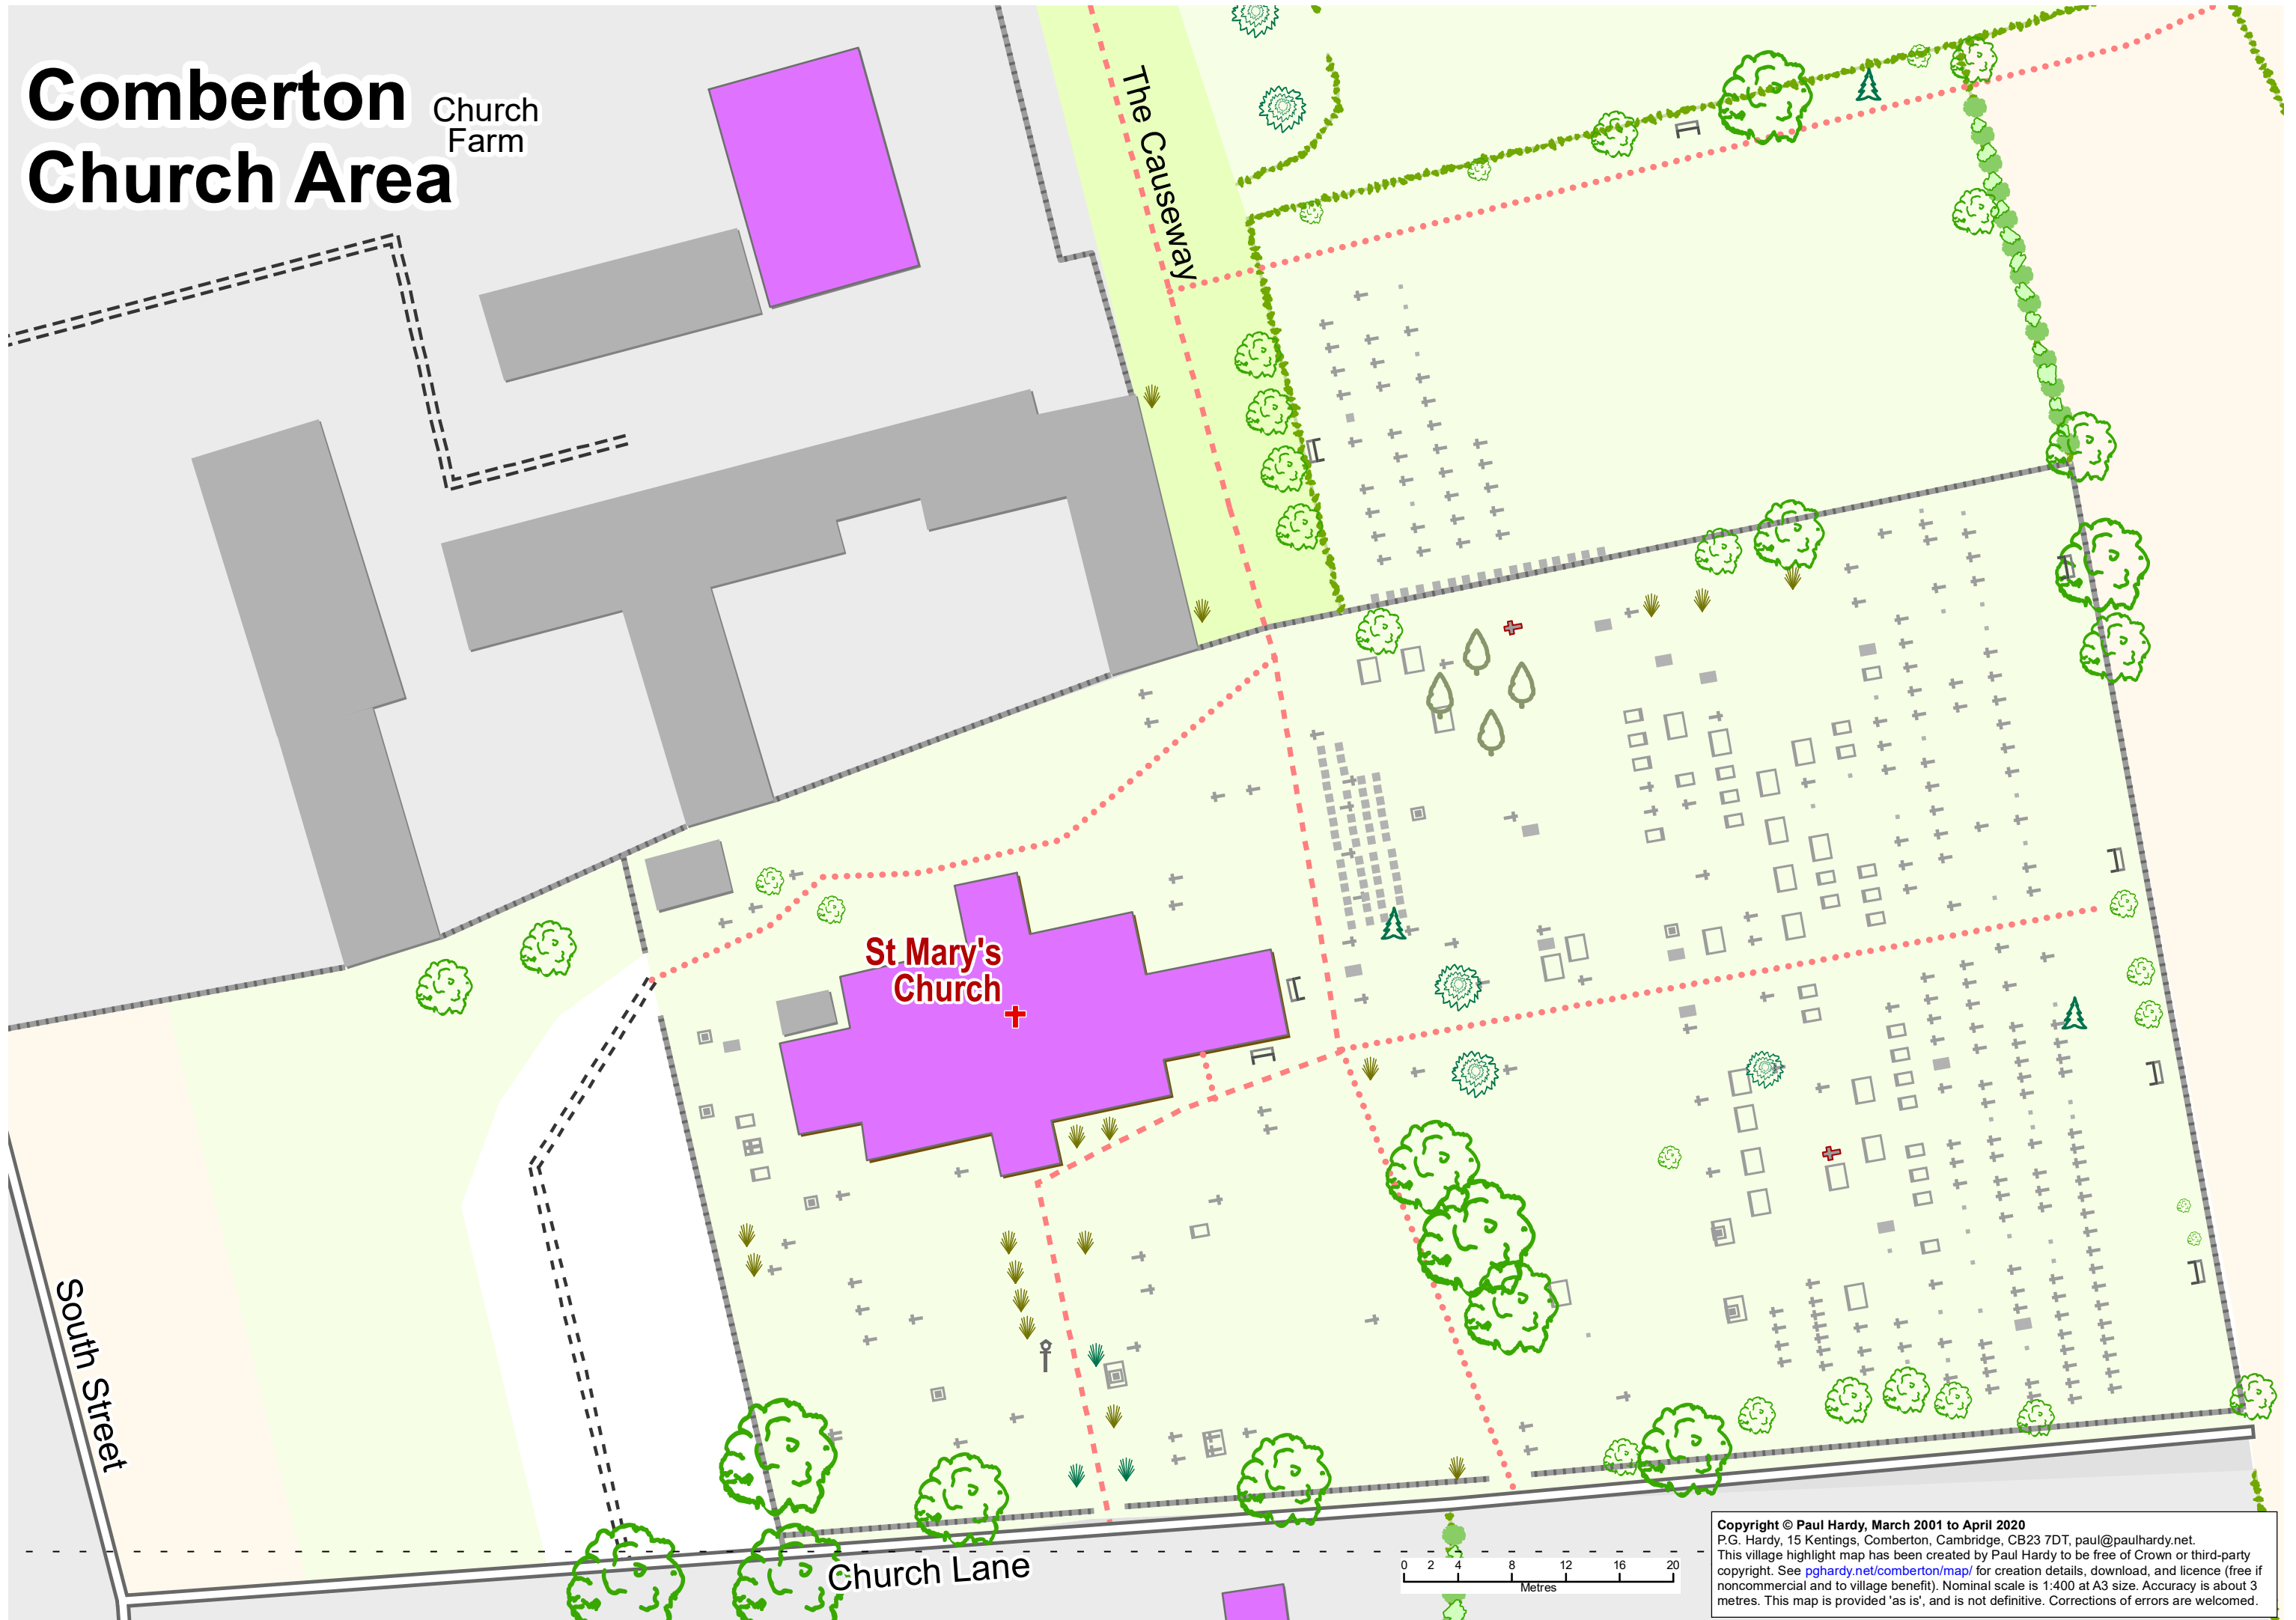 Comberton
Church Area
Church
Farm
The Causeway
St Mary's
Church
South Street
Church Lane
0 2 4 8 12 16 20
Metres
Copyright © Paul Hardy, March 2001 to April 2020
P.G. Hardy, 15 Kentings, Comberton, Cambridge, CB23 7DT, paul@paulhardy.net.
This village highlight map has been created by Paul Hardy to be free of Crown or third-party
copyright. See pghardy.net/comberton/map/ for creation details, download, and licence (free if
noncommercial and to village benefit). Nominal scale is 1:400 at A3 size. Accuracy is about 3
metres. This map is provided 'as is', and is not definitive. Corrections of errors are welcomed.